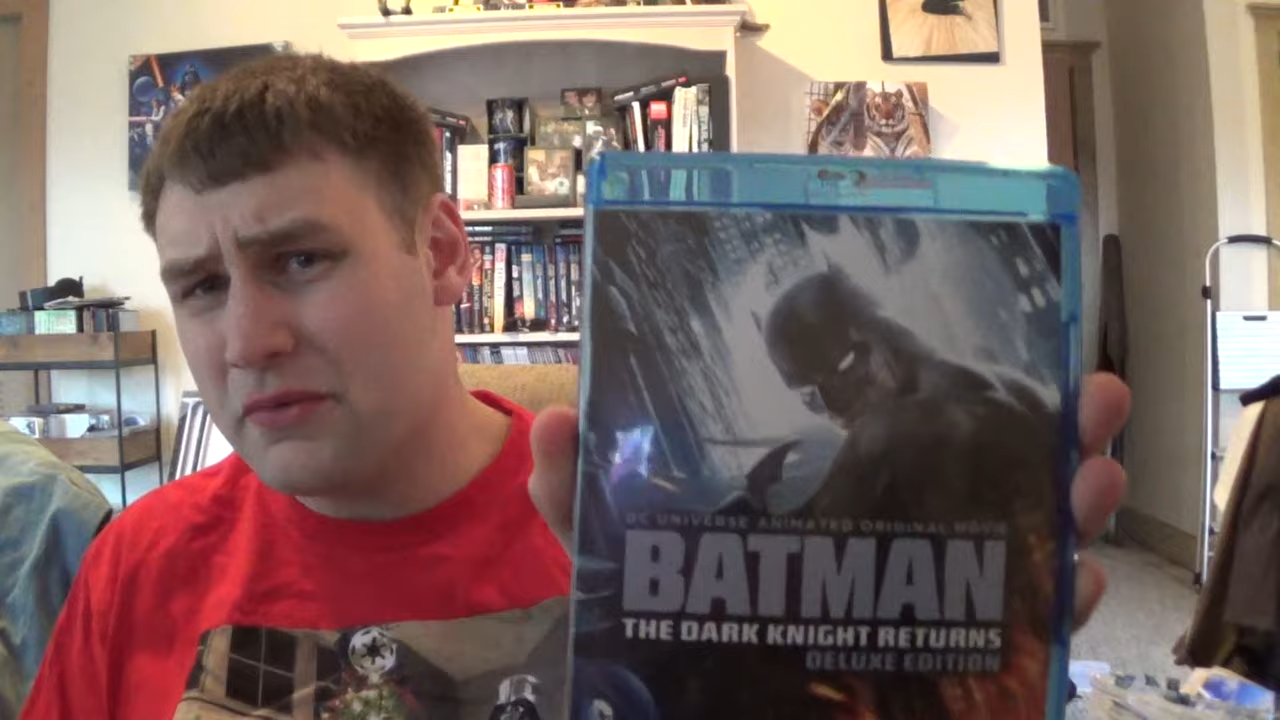 DC UNIVERSE ANIMATED ORIGINAL MOVIE
BATMAN
THE DARK KNIGHT RETURNS
DELUXE EDITION